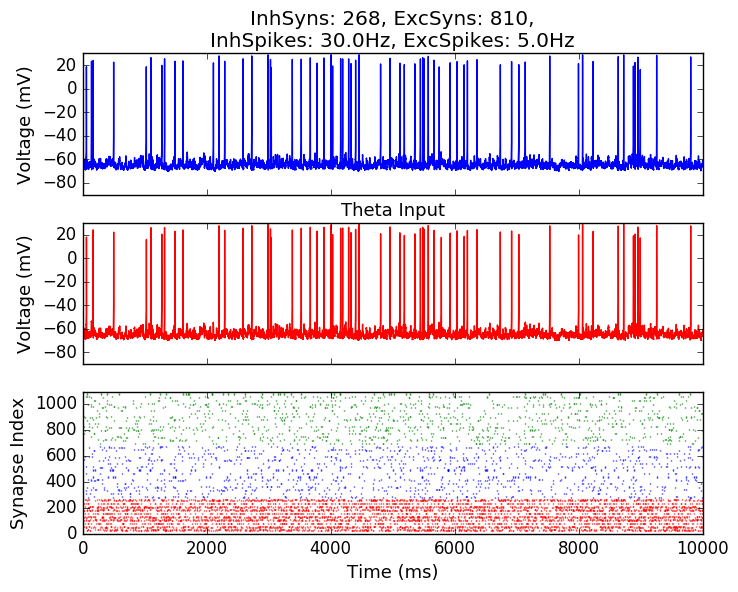 InhSyns: 268, ExcSyns: 810,
InhSpikes: 30.0Hz, ExcSpikes: 5.0Hz
20
0
−20
−40
−60
−80
Voltage (mV)
Theta Input
20
0
−20
−40
−60
−80
Voltage (mV)
1000
800
600
400
200
0
Synapse Index
0 2000 4000 6000 8000 10000
Time (ms)